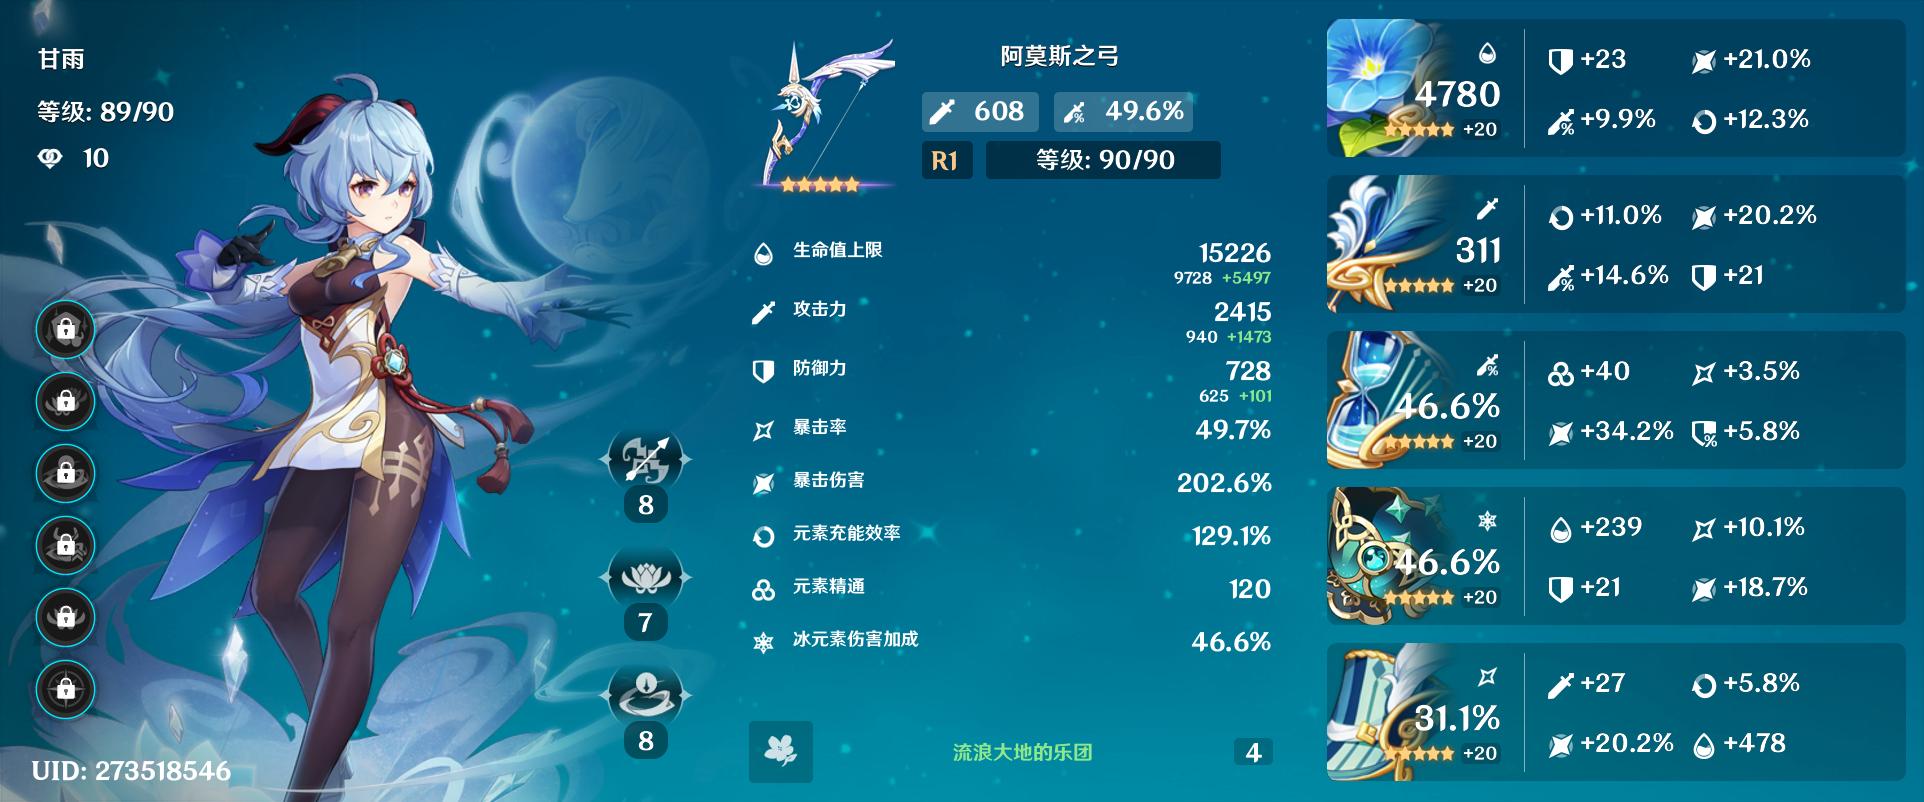 甘雨
等级: 89/90
10
8
7
8
UID: 273518546
阿莫斯之弓
608 49.6%
R1 等级: 90/90
生命值上限 15226
9728 +5497
攻击力 2415
940 +1473
防御力 728
625 +101
暴击率 49.7%
暴击伤害 202.6%
元素充能效率 129.1%
元素精通 120
冰元素伤害加成 46.6%
流浪大地的乐团 4
4780
+20
+23 +21.0%
+9.9% +12.3%
311
+20
+11.0% +20.2%
+14.6% +21
46.6%
+20
+40 +3.5%
+34.2% +5.8%
46.6%
+20
+239 +10.1%
+21 +18.7%
31.1%
+20
+27 +5.8%
+20.2% +478